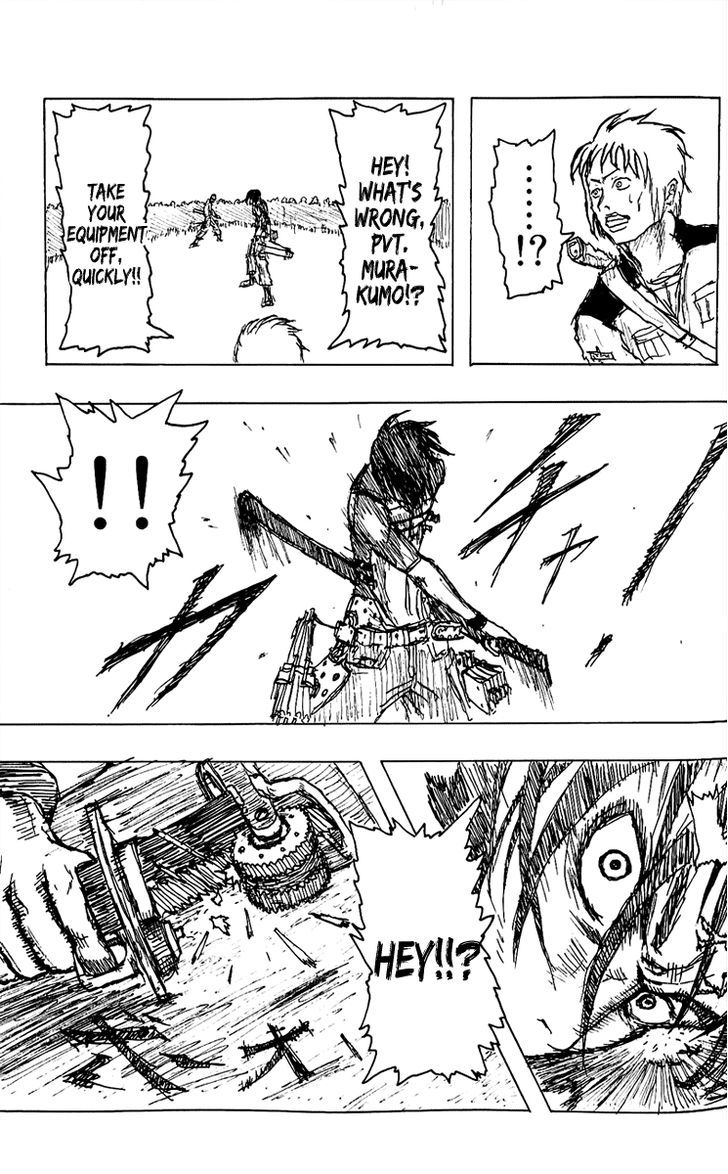 ......
!?
HEY!
WHAT'S
WRONG,
PVT.
MURA-
KUMO!?
TAKE
YOUR
EQUIPMENT
OFF,
QUICKLY!!
!!
HEY!!?